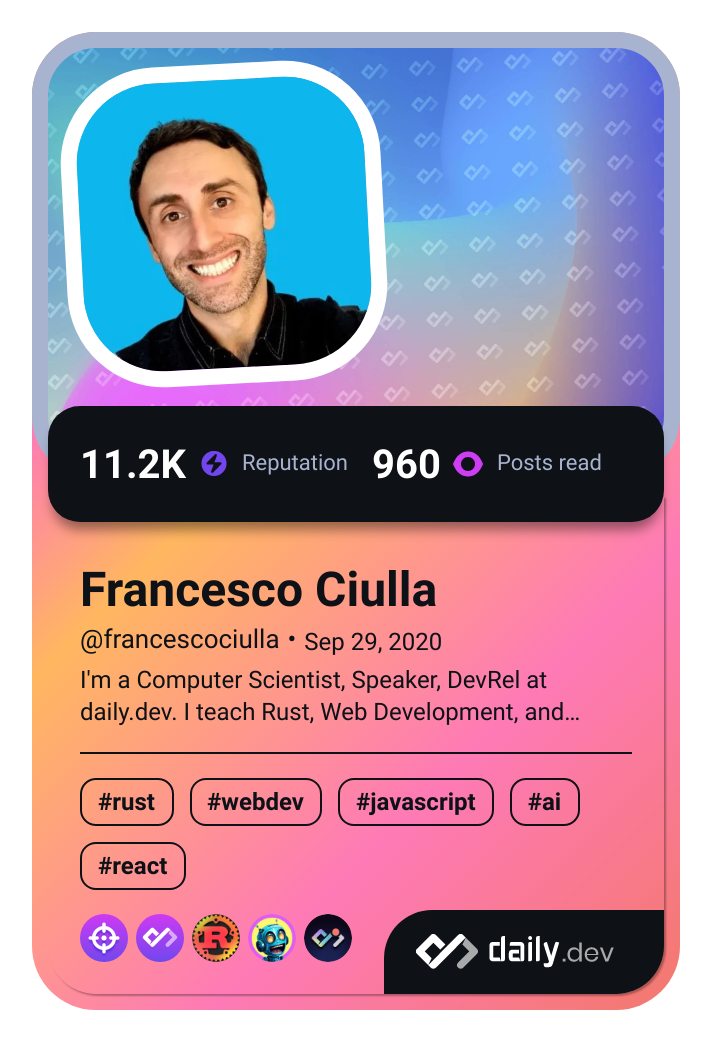 11.2K Reputation 960 Posts read
Francesco Ciulla
@francescociulla • Sep 29, 2020
I'm a Computer Scientist, Speaker, DevRel at
daily.dev. I teach Rust, Web Development, and…
#rust #webdev #javascript #ai
#react
R
daily.dev